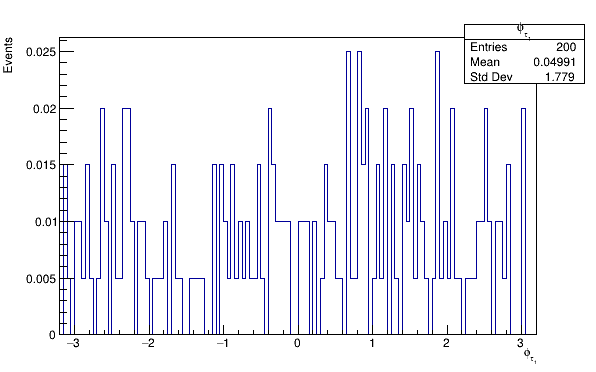 ϕτ1
Entries 200
Mean 0.04991
Std Dev 1.779
Events
0.025
0.02
0.015
0.01
0.005
0
−3 −2 −1 0 1 2 3
ϕτ1